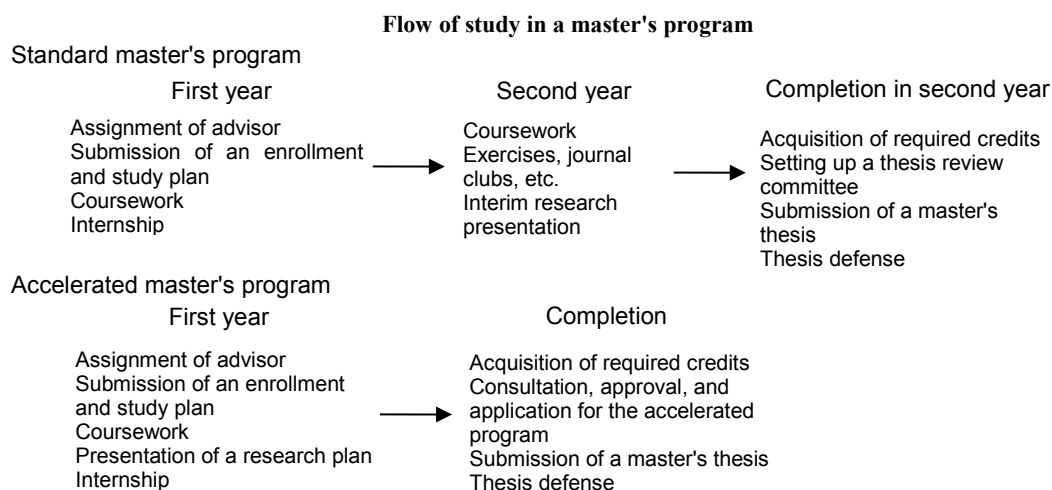 Flow of study in a master's program
Standard master's program
First year
Assignment of advisor
Submission of an enrollment
and study plan
Coursework
Internship
Second year
Coursework
Exercises, journal
clubs, etc.
Interim research
presentation
Completion in second year
Acquisition of required credits
Setting up a thesis review
committee
Submission of a master's
thesis
Thesis defense
Accelerated master's program
First year
Assignment of advisor
Submission of an enrollment
and study plan
Coursework
Presentation of a research plan
Internship
Completion
Acquisition of required credits
Consultation, approval, and
application for the accelerated
program
Submission of a master's thesis
Thesis defense